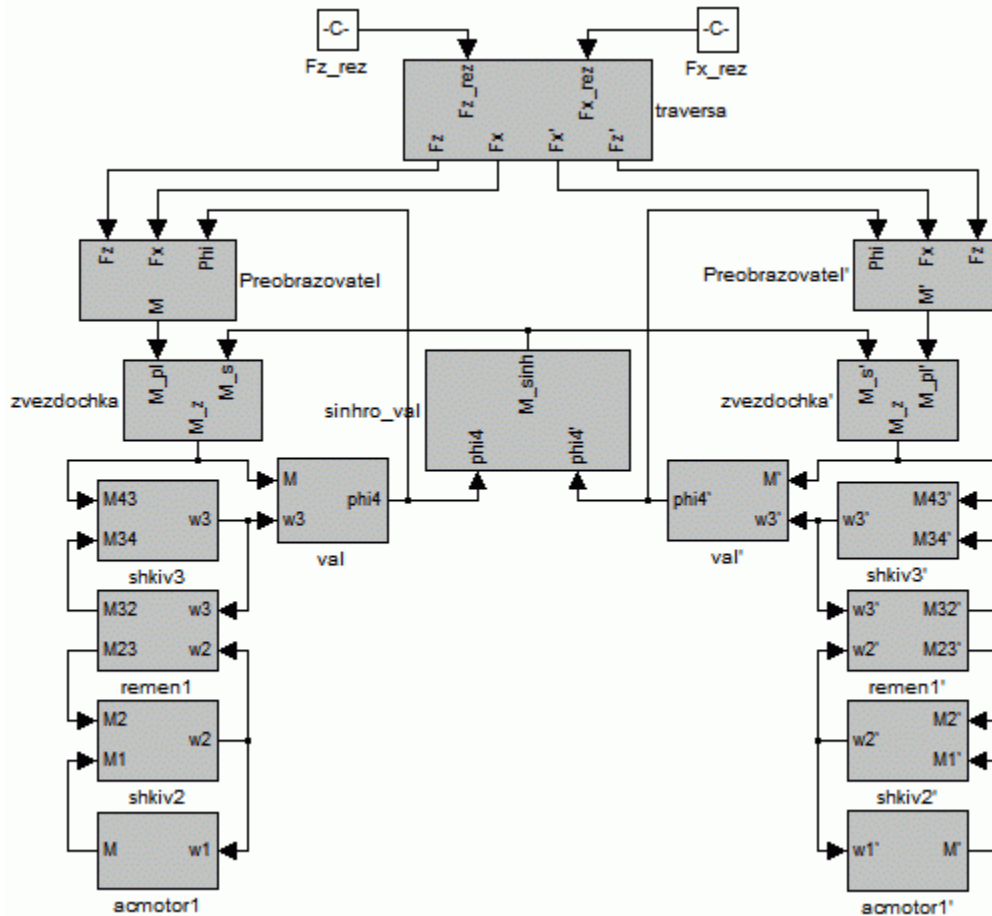 -C-
Fz_rez
-C-
Fx_rez
Fz_rez
Fx_rez
Fz
Fx
Fx'
Fz'
traversa
Fz
Fx
Phi
M
Preobrazovatel
Phi
Fx
Fz
M'
Preobrazovatel'
M_pl
M_s
M_z
zvezdochka
M_sinh
phi4
phi4'
sinhro_val
M_s'
M_pl'
M_z
zvezdochka'
M43
M34
w3
shkiv3
M
w3
phi4
val
M'
w3'
phi4'
val'
M43'
M34'
w3'
shkiv3'
M32
M23
w3
w2
remen1
w3'
w2'
M32'
M23'
remen1'
M2
M1
w2
shkiv2
w2'
M2'
M1'
shkiv2'
M
w1
acmotor1
w1'
M'
acmotor1'